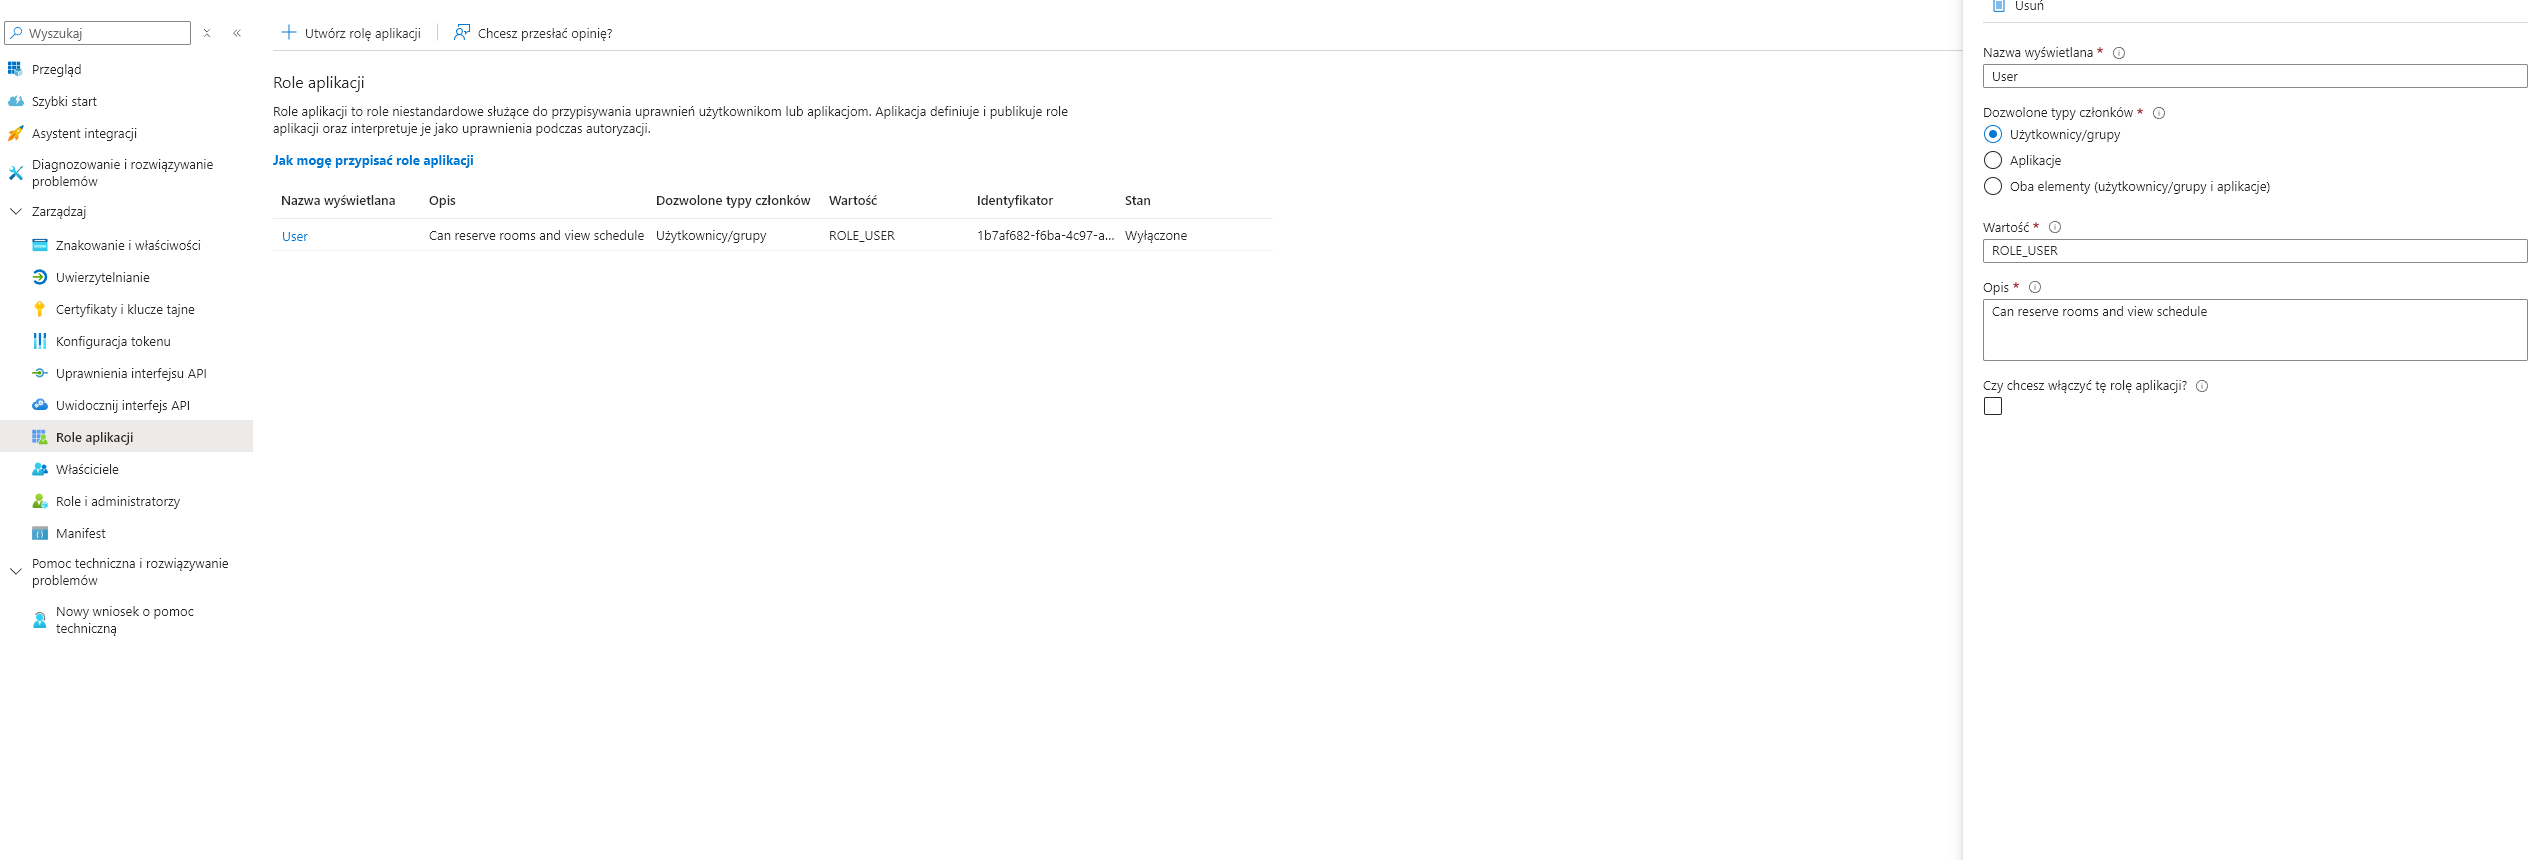 Wyszukaj
Przegląd
Szybki start
Asystent integracji
Diagnozowanie i rozwiązywanie
problemów
Zarządzaj
Znakowanie i właściwości
Uwierzytelnianie
Certyfikaty i klucze tajne
Konfiguracja tokenu
Uprawnienia interfejsu API
Uwidocznij interfejs API
Role aplikacji
Właściciele
Role i administratorzy
Manifest
Pomoc techniczna i rozwiązywanie
problemów
Nowy wniosek o pomoc
techniczną
Utwórz rolę aplikacji
Chcesz przesłać opinię?
Role aplikacji
Role aplikacji to role niestandardowe służące do przypisywania uprawnień użytkownikom lub aplikacjom. Aplikacja definiuje i publikuje role
aplikacji oraz interpretuje je jako uprawnienia podczas autoryzacji.
Jak mogę przypisać role aplikacji
Nazwa wyświetlana Opis Dozwolone typy członków Wartość Identyfikator Stan
User Can reserve rooms and view schedule Użytkownicy/grupy ROLE_USER 1b7af682-f6ba-4c97-a... Wyłączone
Usuń
Nazwa wyświetlana *
User
Dozwolone typy członków *
Użytkownicy/grupy
Aplikacje
Oba elementy (użytkownicy/grupy i aplikacje)
Wartość *
ROLE_USER
Opis *
Can reserve rooms and view schedule
Czy chcesz włączyć tę rolę aplikacji?